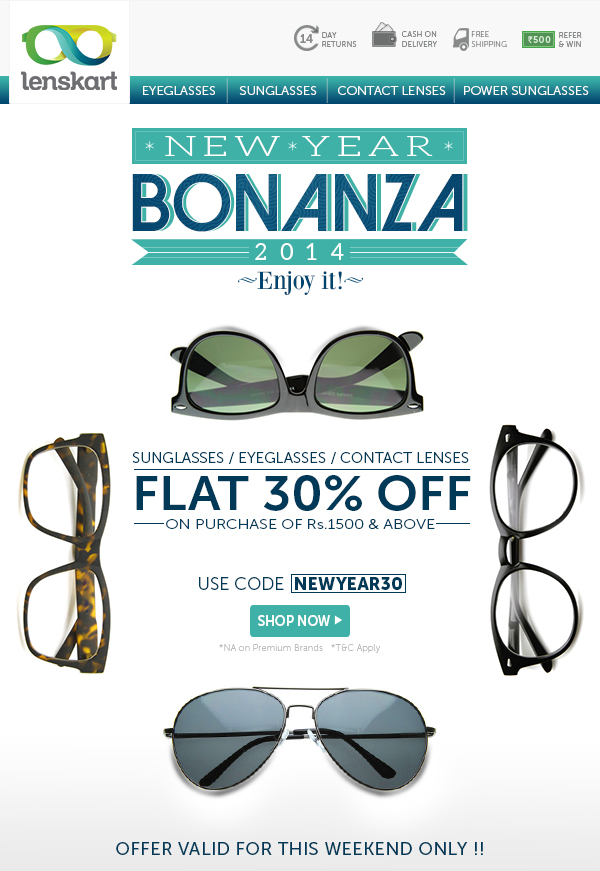 lenskart
14 DAY RETURNS
CASH ON DELIVERY
FREE SHIPPING
₹500 REFER & WIN
EYEGLASSES SUNGLASSES CONTACT LENSES POWER SUNGLASSES
* NEW * YEAR *
BONANZA
2014
~Enjoy it!~
SUNGLASSES / EYEGLASSES / CONTACT LENSES
FLAT 30% OFF
ON PURCHASE OF Rs.1500 & ABOVE
USE CODE NEWYEAR30
SHOP NOW
*NA on Premium Brands *T&C Apply
OFFER VALID FOR THIS WEEKEND ONLY !!